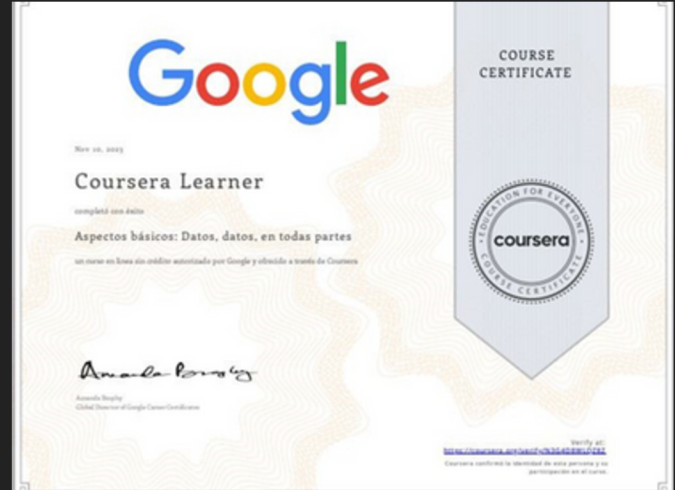 Google
COURSE
CERTIFICATE
Nov 10, 2023
Coursera Learner
completó con éxito
Aspectos básicos: Datos, datos, en todas partes
un curso en línea sin crédito autorizado por Google y ofrecido a través de Coursera
EDUCATION FOR EVERYONE
coursera
COURSE CERTIFICATE
Amanda Brophy
Global Director of Google Career Certificates
Verify at:
Coursera confirmó la identidad de esta persona y su
participación en el curso.